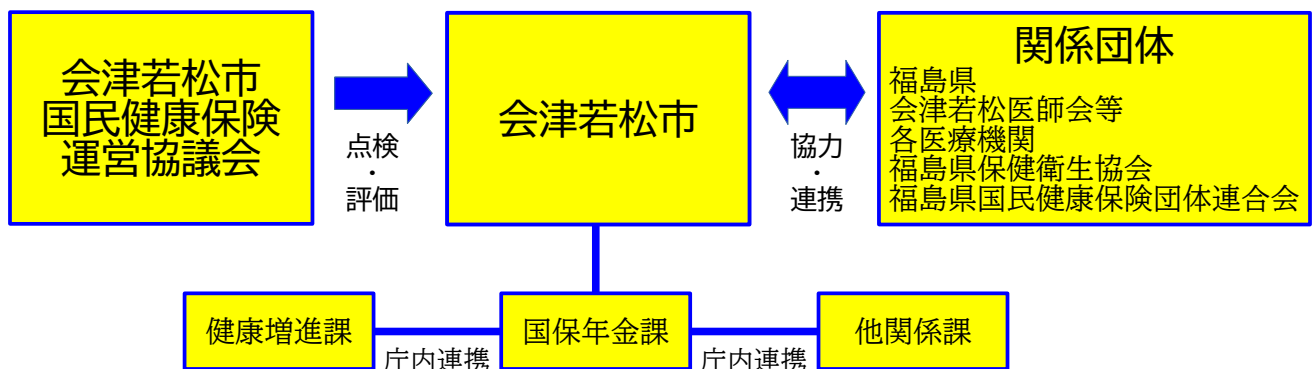 会津若松市
国民健康保険
運営協議会
点検
・
評価
会津若松市
協力
・
連携
関係団体
福島県
会津若松医師会等
各医療機関
福島県保健衛生協会
福島県国民健康保険団体連合会
健康増進課
庁内連携
国保年金課
庁内連携
他関係課